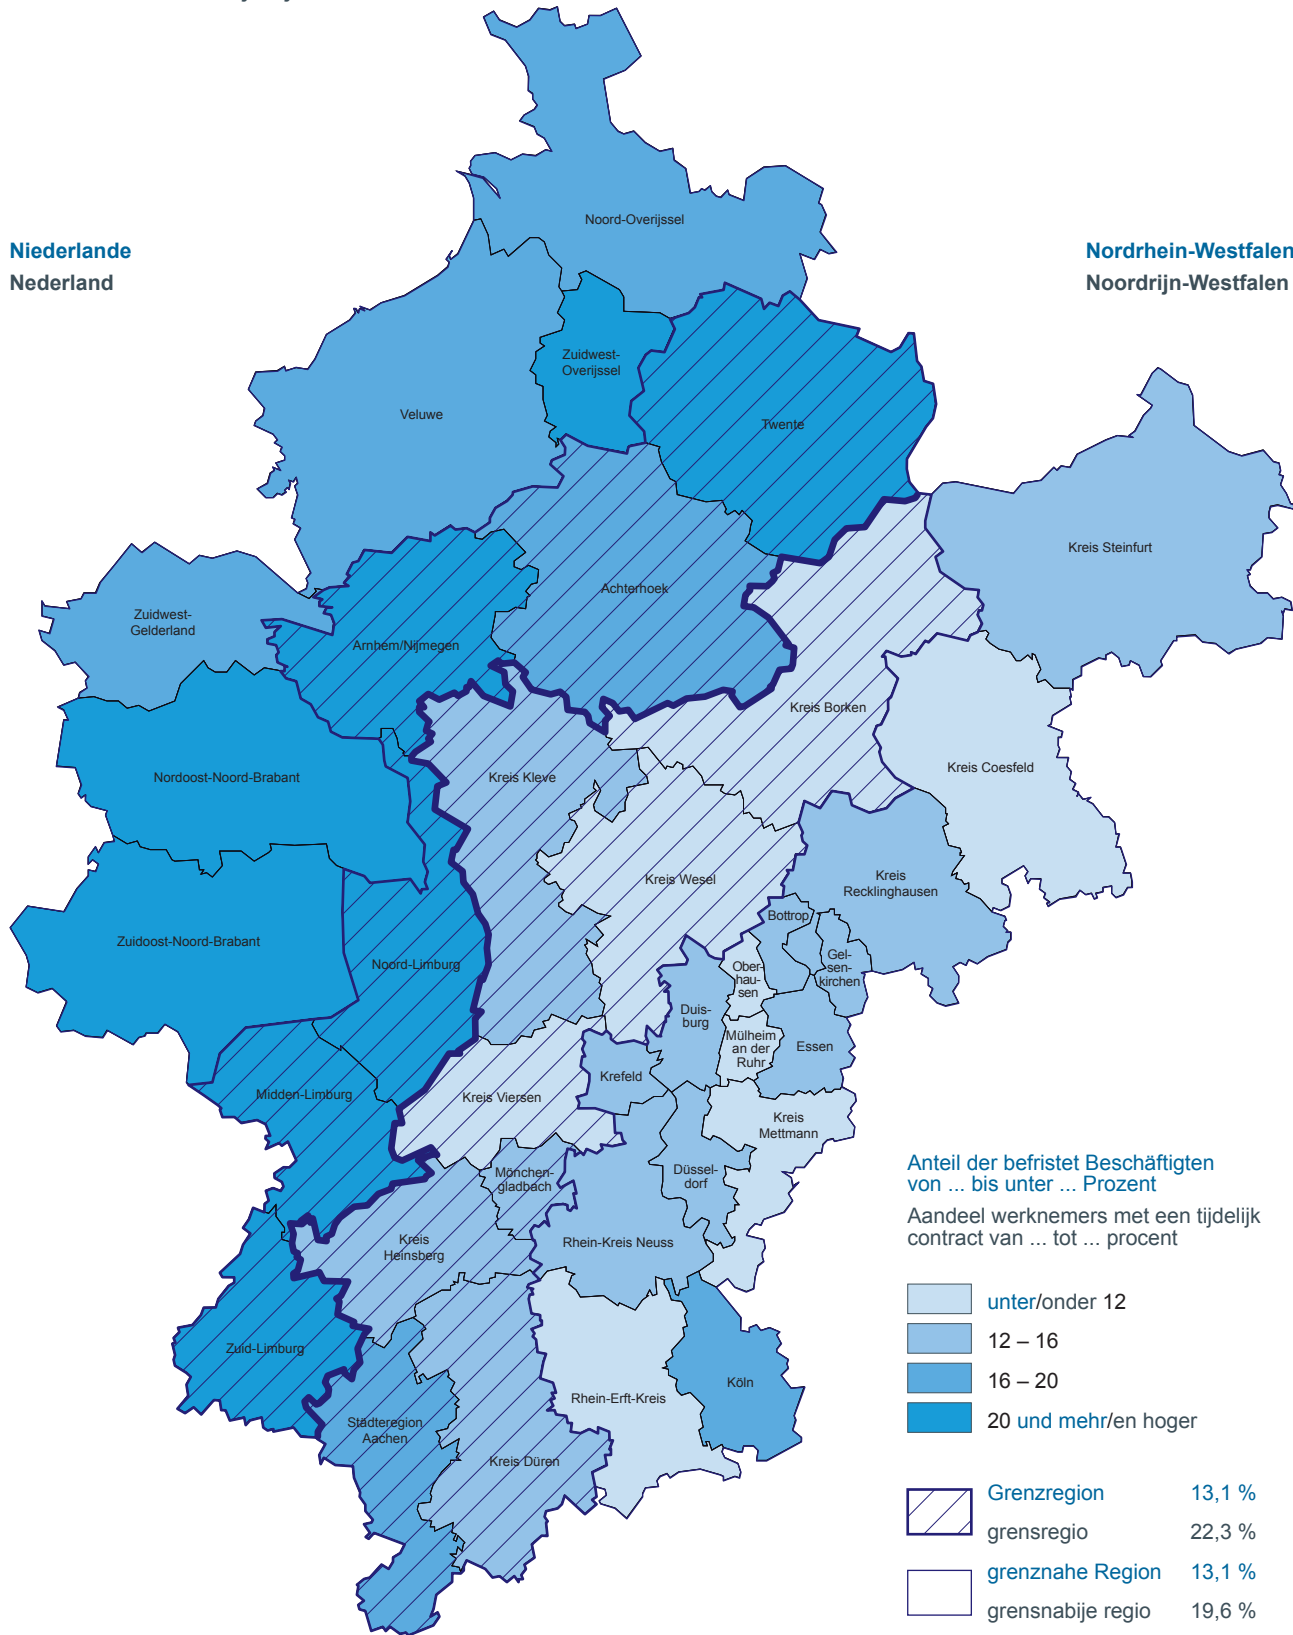 Noord-Overijssel
Niederlande
Nederland
Nordrhein-Westfalen
Noordrijn-Westfalen
Zuidwest-
Overijssel
Veluwe
Twente
Kreis Steinfurt
Achterhoek
Zuidwest-
Gelderland
Arnhem/Nijmegen
Kreis Borken
Kreis Coesfeld
Nordoost-Noord-Brabant
Kreis Kleve
Kreis Wesel
Kreis
Recklinghausen
Bottrop
Zuidoost-Noord-Brabant
Noord-Limburg
Gel-
sen-
kirchen
Ober-
hau-
sen
Duis-
burg
Mülheim
an der
Ruhr
Essen
Krefeld
Midden-Limburg
Kreis Viersen
Kreis
Mettmann
Mönchen-
gladbach
Düssel-
dorf
Kreis
Heinsberg
Rhein-Kreis Neuss
Zuid-Limburg
Köln
Rhein-Erft-Kreis
Städteregion
Aachen
Kreis Düren
Anteil der befristet Beschäftigten
von ... bis unter ... Prozent
Aandeel werknemers met een tijdelijk
contract van ... tot ... procent
unter/onder 12
12 – 16
16 – 20
20 und mehr/en hoger
Grenzregion 13,1 %
grensregio 22,3 %
grenznahe Region 13,1 %
grensnabije regio 19,6 %